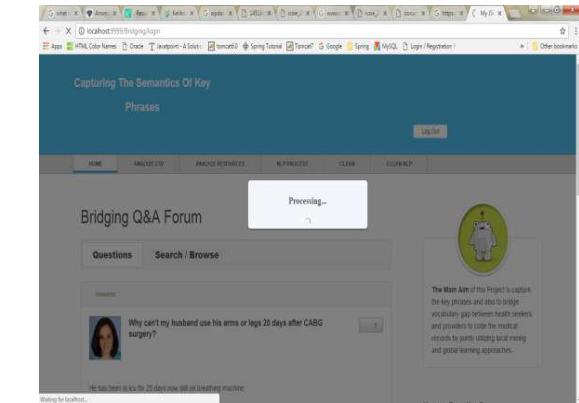 localhost:9999/Bridging/login
Apps HTML Color Names Oracle Javatpoint - A Solut tomcat6.0 Spring Tutorial Tomcat7 Google Spring MySQL Login / Registration Other bookmarks
Capturing The Semantics Of Key
Phrases
Log Out
HOME ANALYZE CSV ANALYZE RESOURCES NLP PROCESS CLEAN CLEAN NLP
Processing...
Bridging Q&A Forum
Questions Search / Browse
Why can't my husband use his arms or legs 20 days after CABG
surgery?
He has been in icu for 20 days now still on breathing machine
The Main Aim of this Project is capture
the key phrases and also to bridge
vocabulary gap between health seekers
and providers to code the medical
records by jointly utilizing local mining
and global learning approaches.
Waiting for localhost...